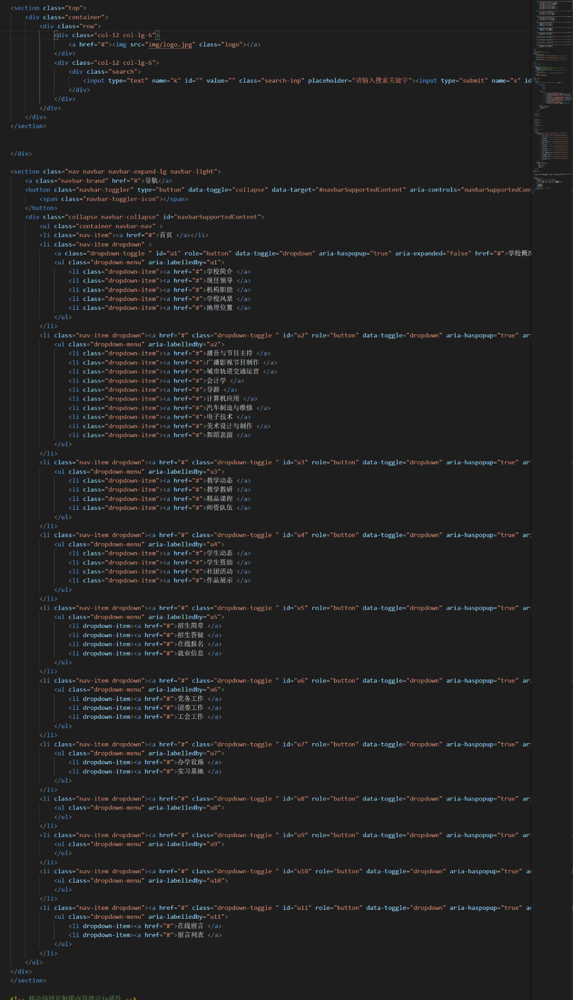 <section class="top">
<div class="container">
<div class="row">
<div class="col-12 col-lg-6">
<a href="#"><img src="img/logo.jpg" class="logo"></a>
</div>
<div class="col-12 col-lg-6">
<div class="search">
<input type="text" name="k" id="" value="" class="search-inp" placeholder="请输入搜索关键字"><input type="submit" name="s" id
</div>
</div>
</div>
</div>
</section>
</div>
<section class="nav navbar navbar-expand-lg navbar-light">
<a class="navbar-brand" href="#">导航</a>
<button class="navbar-toggler" type="button" data-toggle="collapse" data-target="#navbarSupportedContent" aria-controls="navbarSupportedCont
<span class="navbar-toggler-icon"></span>
</button>
<div class="collapse navbar-collapse" id="navbarSupportedContent">
<ul class="container navbar-nav" >
<li class="nav-item"><a href="#">首页 </a></li>
<li class="nav-item dropdown" >
<a class="dropdown-toggle " id="u1" role="button" data-toggle="dropdown" aria-haspopup="true" aria-expanded="false" href="#">学校概况
<ul class="dropdown-menu" aria-labelledby="u1">
<li class="dropdown-item"><a href="#">学校简介 </a>
<li class="dropdown-item"><a href="#">现任领导 </a>
<li class="dropdown-item"><a href="#">机构职能 </a>
<li class="dropdown-item"><a href="#">学校风景 </a>
<li class="dropdown-item"><a href="#">地理位置 </a>
</ul>
</li>
<li class="nav-item dropdown"><a href="#" class="dropdown-toggle " id="u2" role="button" data-toggle="dropdown" aria-haspopup="true" ari
<ul class="dropdown-menu" aria-labelledby="u2">
<li class="dropdown-item"><a href="#">播音与节目主持 </a>
<li class="dropdown-item"><a href="#">广播影视节目制作 </a>
<li class="dropdown-item"><a href="#">城市轨道交通运营 </a>
<li class="dropdown-item"><a href="#">会计学 </a>
<li class="dropdown-item"><a href="#">导游 </a>
<li class="dropdown-item"><a href="#">计算机应用 </a>
<li class="dropdown-item"><a href="#">汽车制造与维修 </a>
<li class="dropdown-item"><a href="#">电子技术 </a>
<li class="dropdown-item"><a href="#">美术设计与制作 </a>
<li class="dropdown-item"><a href="#">舞蹈表演 </a>
</ul>
</li>
<li class="nav-item dropdown"><a href="#" class="dropdown-toggle " id="u3" role="button" data-toggle="dropdown" aria-haspopup="true" ari
<ul class="dropdown-menu" aria-labelledby="u3">
<li class="dropdown-item"><a href="#">教学动态 </a>
<li class="dropdown-item"><a href="#">教学教研 </a>
<li class="dropdown-item"><a href="#">精品课程 </a>
<li class="dropdown-item"><a href="#">师资队伍 </a>
</ul>
</li>
<li class="nav-item dropdown"><a href="#" class="dropdown-toggle " id="u4" role="button" data-toggle="dropdown" aria-haspopup="true" ari
<ul class="dropdown-menu" aria-labelledby="u4">
<li class="dropdown-item"><a href="#">学生动态 </a>
<li class="dropdown-item"><a href="#">学生资助 </a>
<li class="dropdown-item"><a href="#">社团活动 </a>
<li class="dropdown-item"><a href="#">作品展示 </a>
</ul>
</li>
<li class="nav-item dropdown"><a href="#" class="dropdown-toggle " id="u5" role="button" data-toggle="dropdown" aria-haspopup="true" ari
<ul class="dropdown-menu" aria-labelledby="u5">
<li dropdown-item><a href="#">招生简章 </a>
<li dropdown-item><a href="#">招生答疑 </a>
<li dropdown-item><a href="#">在线报名 </a>
<li dropdown-item><a href="#">就业信息 </a>
</ul>
</li>
<li class="nav-item dropdown"><a href="#" class="dropdown-toggle " id="u6" role="button" data-toggle="dropdown" aria-haspopup="true" ari
<ul class="dropdown-menu" aria-labelledby="u6">
<li dropdown-item><a href="#">党务工作 </a>
<li dropdown-item><a href="#">团委工作 </a>
<li dropdown-item><a href="#">工会工作 </a>
</ul>
</li>
<li class="nav-item dropdown"><a href="#" class="dropdown-toggle " id="u7" role="button" data-toggle="dropdown" aria-haspopup="true" ari
<ul class="dropdown-menu" aria-labelledby="u7">
<li dropdown-item><a href="#">办学设施 </a>
<li dropdown-item><a href="#">实习基地 </a>
</ul>
</li>
<li class="nav-item dropdown"><a href="#" class="dropdown-toggle " id="u8" role="button" data-toggle="dropdown" aria-haspopup="true" ari
<ul class="dropdown-menu" aria-labelledby="u8">
</ul>
</li>
<li class="nav-item dropdown"><a href="#" class="dropdown-toggle " id="u9" role="button" data-toggle="dropdown" aria-haspopup="true" ari
<ul class="dropdown-menu" aria-labelledby="u9">
</ul>
</li>
<li class="nav-item dropdown"><a href="#" class="dropdown-toggle " id="u10" role="button" data-toggle="dropdown" aria-haspopup="true" ar
<ul class="dropdown-menu" aria-labelledby="u10">
</ul>
</li>
<li class="nav-item dropdown"><a href="#" class="dropdown-toggle " id="u11" role="button" data-toggle="dropdown" aria-haspopup="true" ar
<ul class="dropdown-menu" aria-labelledby="u11">
<li dropdown-item><a href="#">在线留言 </a>
<li dropdown-item><a href="#">留言列表 </a>
</ul>
</li>
</ul>
</div>
</section>
<!-- 移动端网页触摸内容滑动js插件 -->